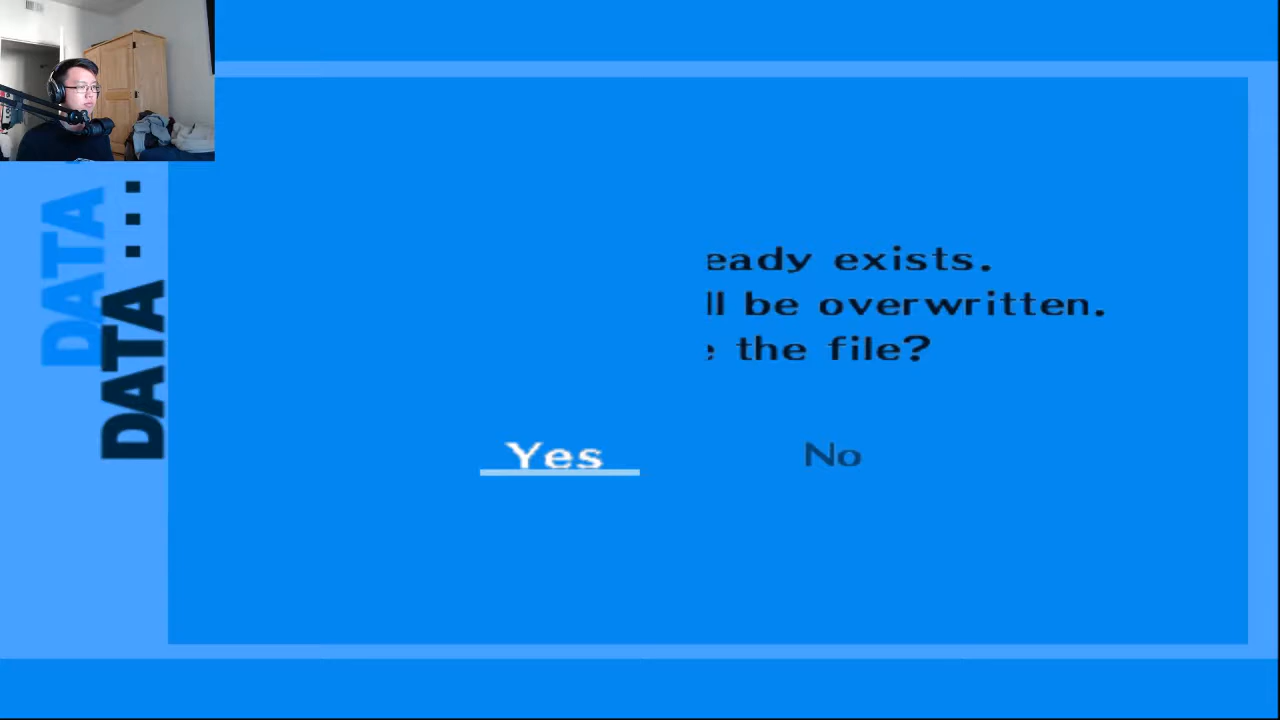 DATA
DATA...
eady exists.
ll be overwritten.
the file?
Yes
No